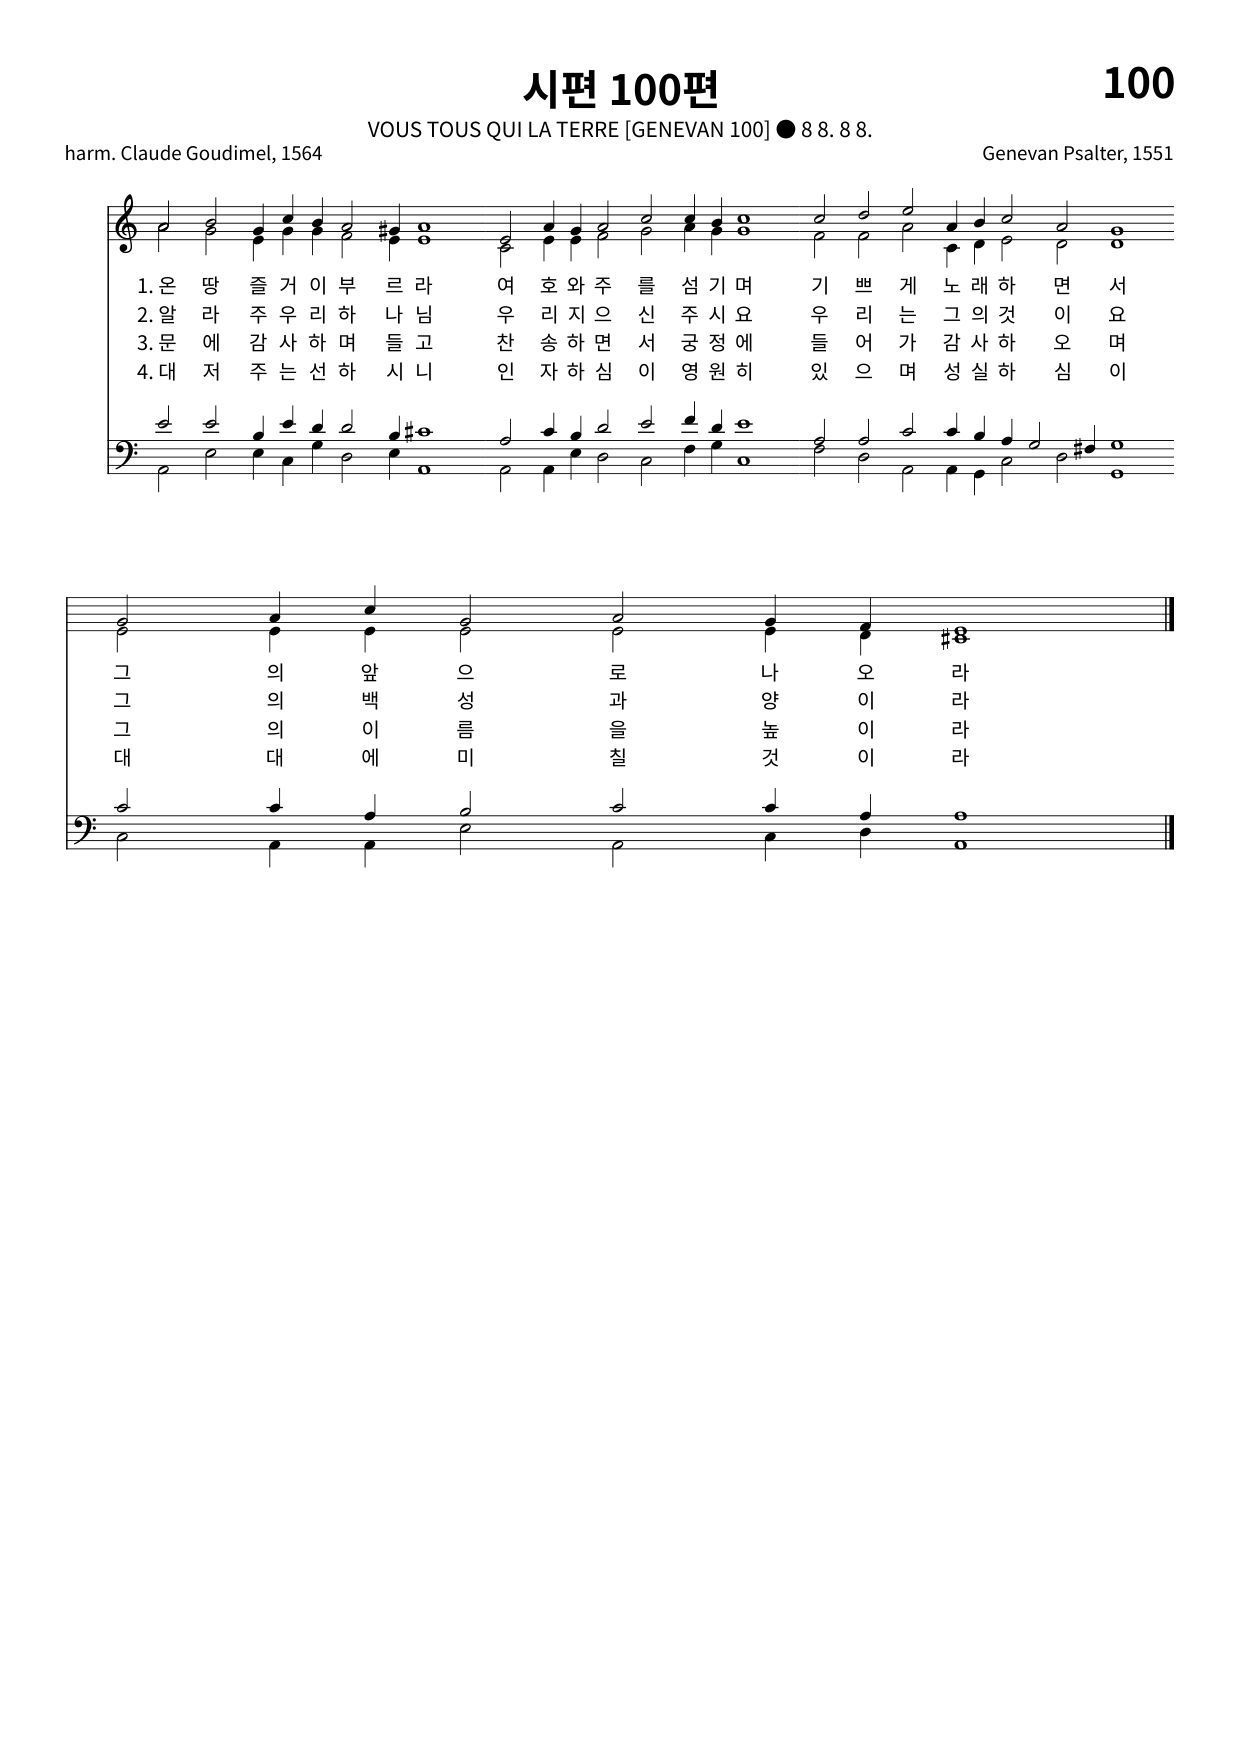 시편 100편
100
VOUS TOUS QUI LA TERRE [GENEVAN 100] ● 8 8. 8 8.
harm. Claude Goudimel, 1564
Genevan Psalter, 1551
1. 온 땅 즐 거 이 부 르 라 여 호 와 주 를 섬 기 며 기 쁘 게 노 래 하 면 서
2. 알 라 주 우 리 하 나 님 우 리 지 으 신 주 시 요 우 리 는 그 의 것 이 요
3. 문 에 감 사 하 며 들 고 찬 송 하 면 서 궁 정 에 들 어 가 감 사 하 오 며
4. 대 저 주 는 선 하 시 니 인 자 하 심 이 영 원 히 있 으 며 성 실 하 심 이
그 의 앞 으 로 나 오 라
그 의 백 성 과 양 이 라
그 의 이 름 을 높 이 라
대 대 에 미 칠 것 이 라